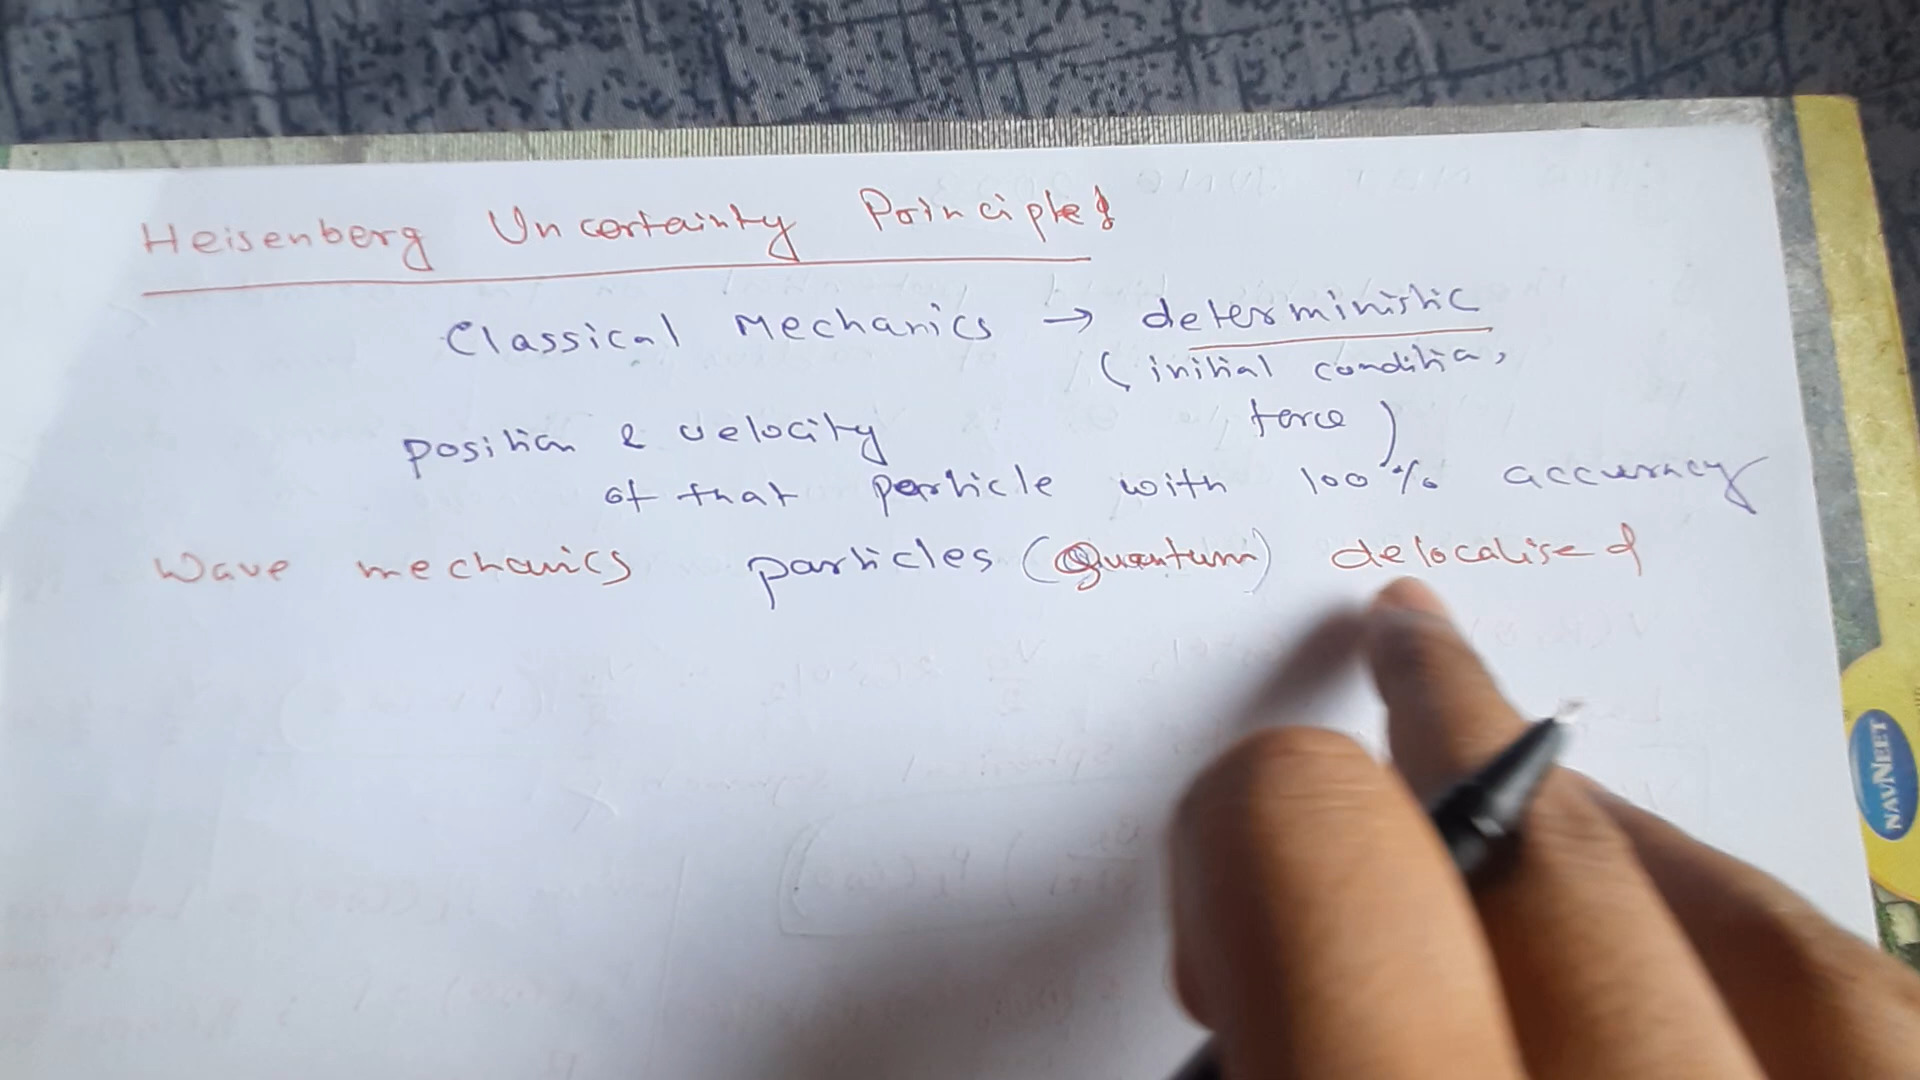 Heisenberg Uncertainty Principle
Classical Mechanics → deterministic
(initial condition,
force)
position & velocity
of that particle with 100% accuracy
Wave mechanics particles (Quantum) delocalised
NAVNEET